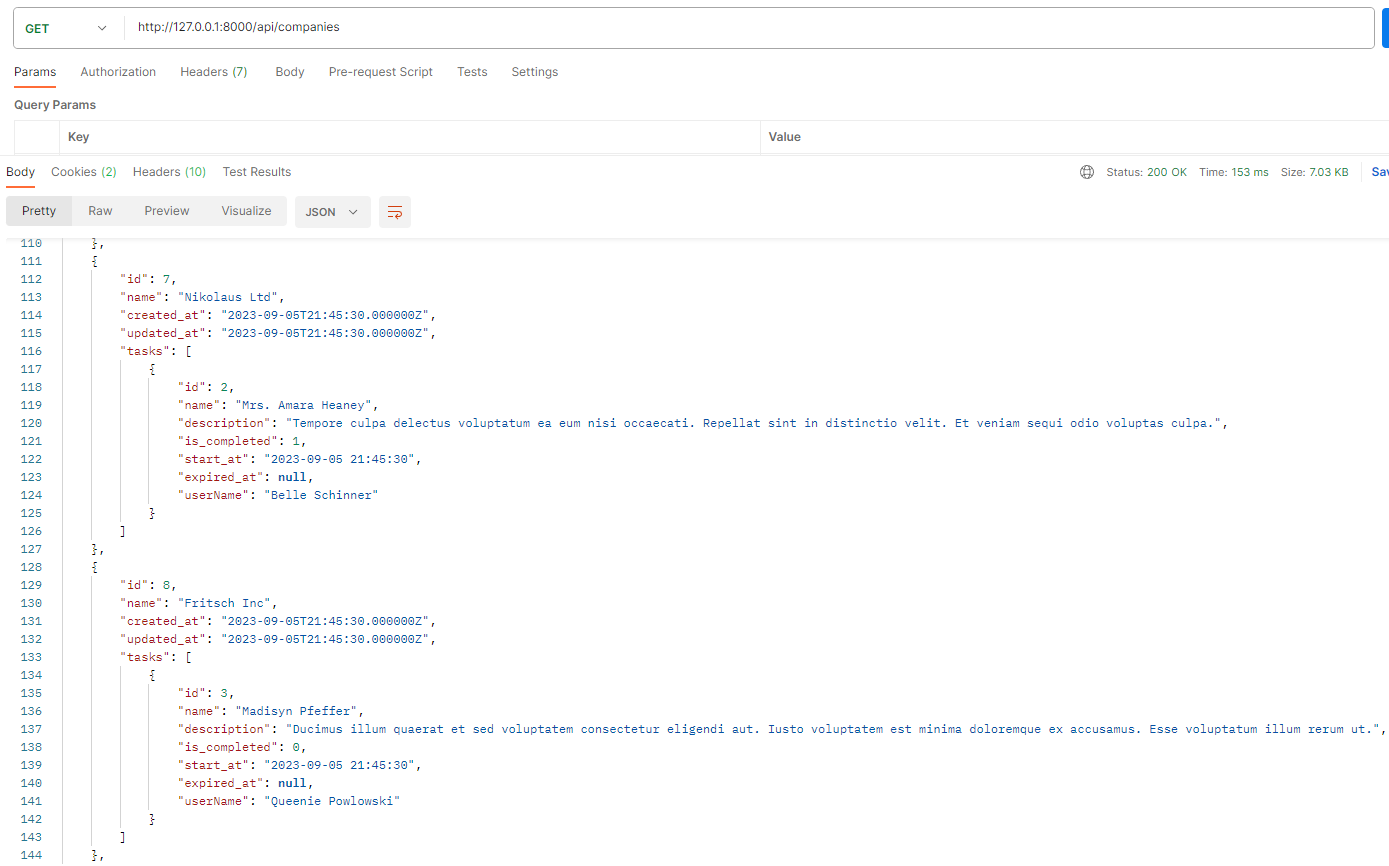 GET http://127.0.0.1:8000/api/companies
Params Authorization Headers (7) Body Pre-request Script Tests Settings
Query Params
Key Value
Body Cookies (2) Headers (10) Test Results Status: 200 OK Time: 153 ms Size: 7.03 KB Sav
Pretty Raw Preview Visualize JSON
110 },
111 {
112 "id": 7,
113 "name": "Nikolaus Ltd",
114 "created_at": "2023-09-05T21:45:30.000000Z",
115 "updated_at": "2023-09-05T21:45:30.000000Z",
116 "tasks": [
117 {
118 "id": 2,
119 "name": "Mrs. Amara Heaney",
120 "description": "Tempore culpa delectus voluptatum ea eum nisi occaecati. Repellat sint in distinctio velit. Et veniam sequi odio voluptas culpa.",
121 "is_completed": 1,
122 "start_at": "2023-09-05 21:45:30",
123 "expired_at": null,
124 "userName": "Belle Schinner"
125 }
126 ]
127 },
128 {
129 "id": 8,
130 "name": "Fritsch Inc",
131 "created_at": "2023-09-05T21:45:30.000000Z",
132 "updated_at": "2023-09-05T21:45:30.000000Z",
133 "tasks": [
134 {
135 "id": 3,
136 "name": "Madisyn Pfeffer",
137 "description": "Ducimus illum quaerat et sed voluptatem consectetur eligendi aut. Iusto voluptatem est minima doloremque ex accusamus. Esse voluptatum illum rerum ut.",
138 "is_completed": 0,
139 "start_at": "2023-09-05 21:45:30",
140 "expired_at": null,
141 "userName": "Queenie Powlowski"
142 }
143 ]
144 },